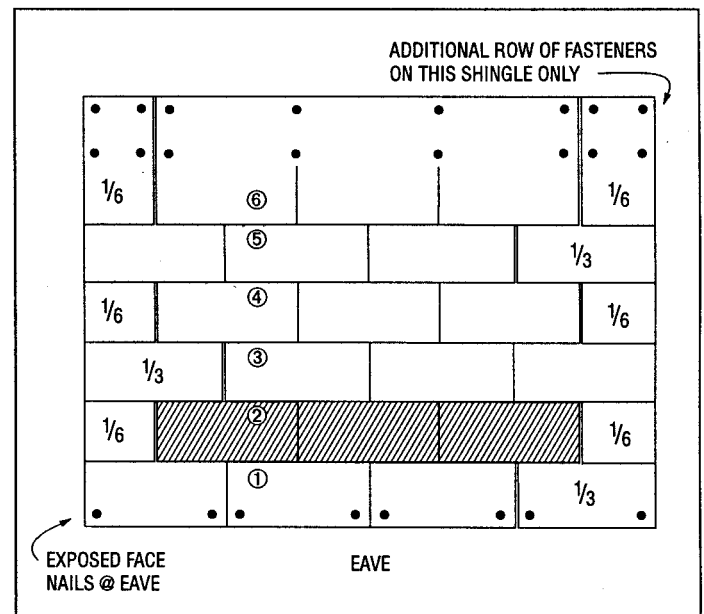 ADDITIONAL ROW OF FASTENERS
ON THIS SHINGLE ONLY
1/6 ⑥ 1/6
⑤ 1/3
1/6 ④ 1/6
③
1/3
1/6 ② 1/6
① 1/3
EXPOSED FACE
NAILS @ EAVE
EAVE